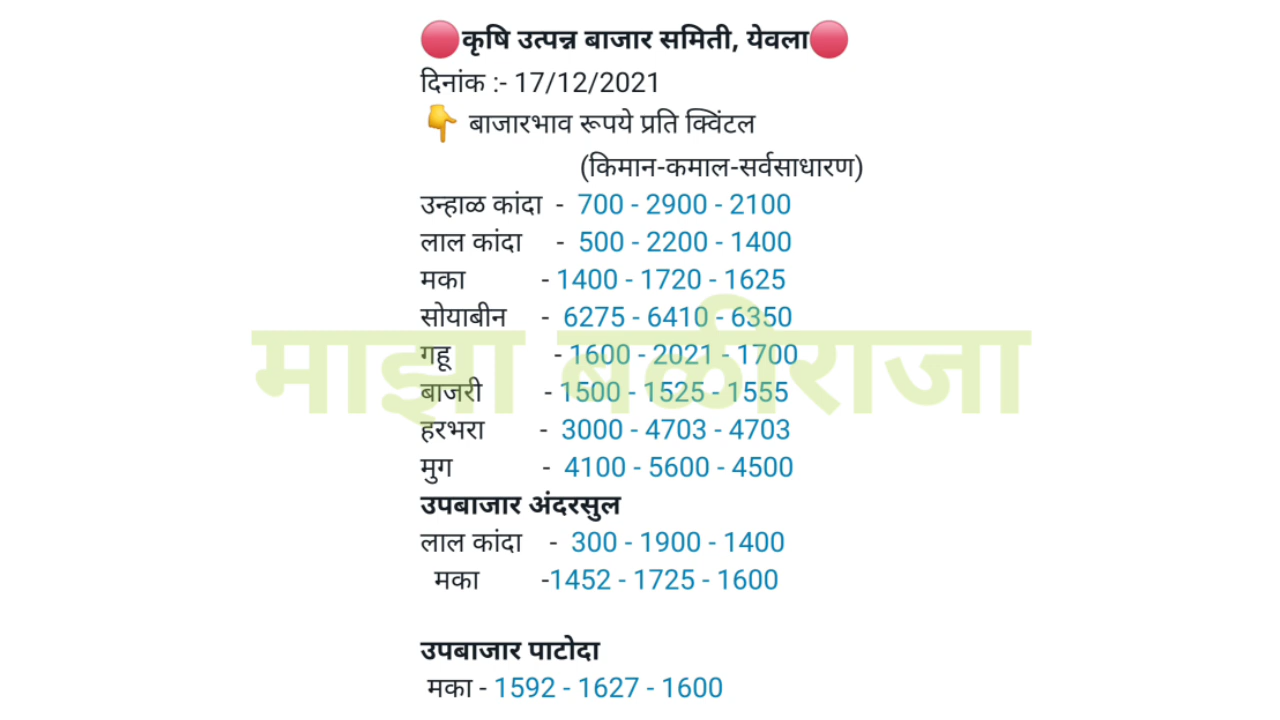 🔴कृषि उत्पन्न बाजार समिती, येवला🔴
दिनांक :- 17/12/2021
👇 बाजारभाव रूपये प्रति क्विंटल
(किमान-कमाल-सर्वसाधारण)
उन्हाळ कांदा - 700 - 2900 - 2100
लाल कांदा - 500 - 2200 - 1400
मका - 1400 - 1720 - 1625
सोयाबीन - 6275 - 6410 - 6350
गहू - 1600 - 2021 - 1700
बाजरी - 1500 - 1525 - 1555
हरभरा - 3000 - 4703 - 4703
मुग - 4100 - 5600 - 4500
उपबाजार अंदरसुल
लाल कांदा - 300 - 1900 - 1400
मका -1452 - 1725 - 1600
उपबाजार पाटोदा
मका - 1592 - 1627 - 1600
माझा बळीराजा